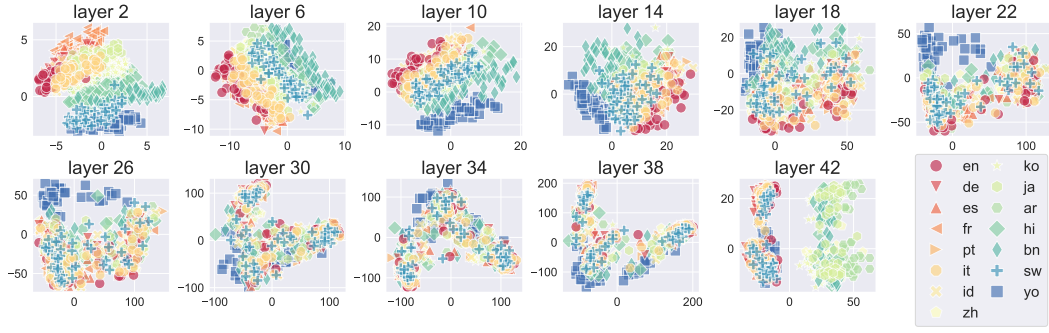 layer 2
layer 6
layer 10
layer 14
layer 18
layer 22
5
0
−5
0
5
5
0
−5
−10
−10
0
10
20
10
0
−10
0
20
20
0
0
20
20
0
−20
0
50
50
0
−50
0
100
layer 26
layer 30
layer 34
layer 38
layer 42
50
0
−50
0
100
100
0
−100
−100
0
100
100
0
−100
−100
0
100
200
100
0
−100
0
200
20
0
0
50
en
de
es
fr
pt
it
id
zh
ko
ja
ar
hi
bn
sw
yo